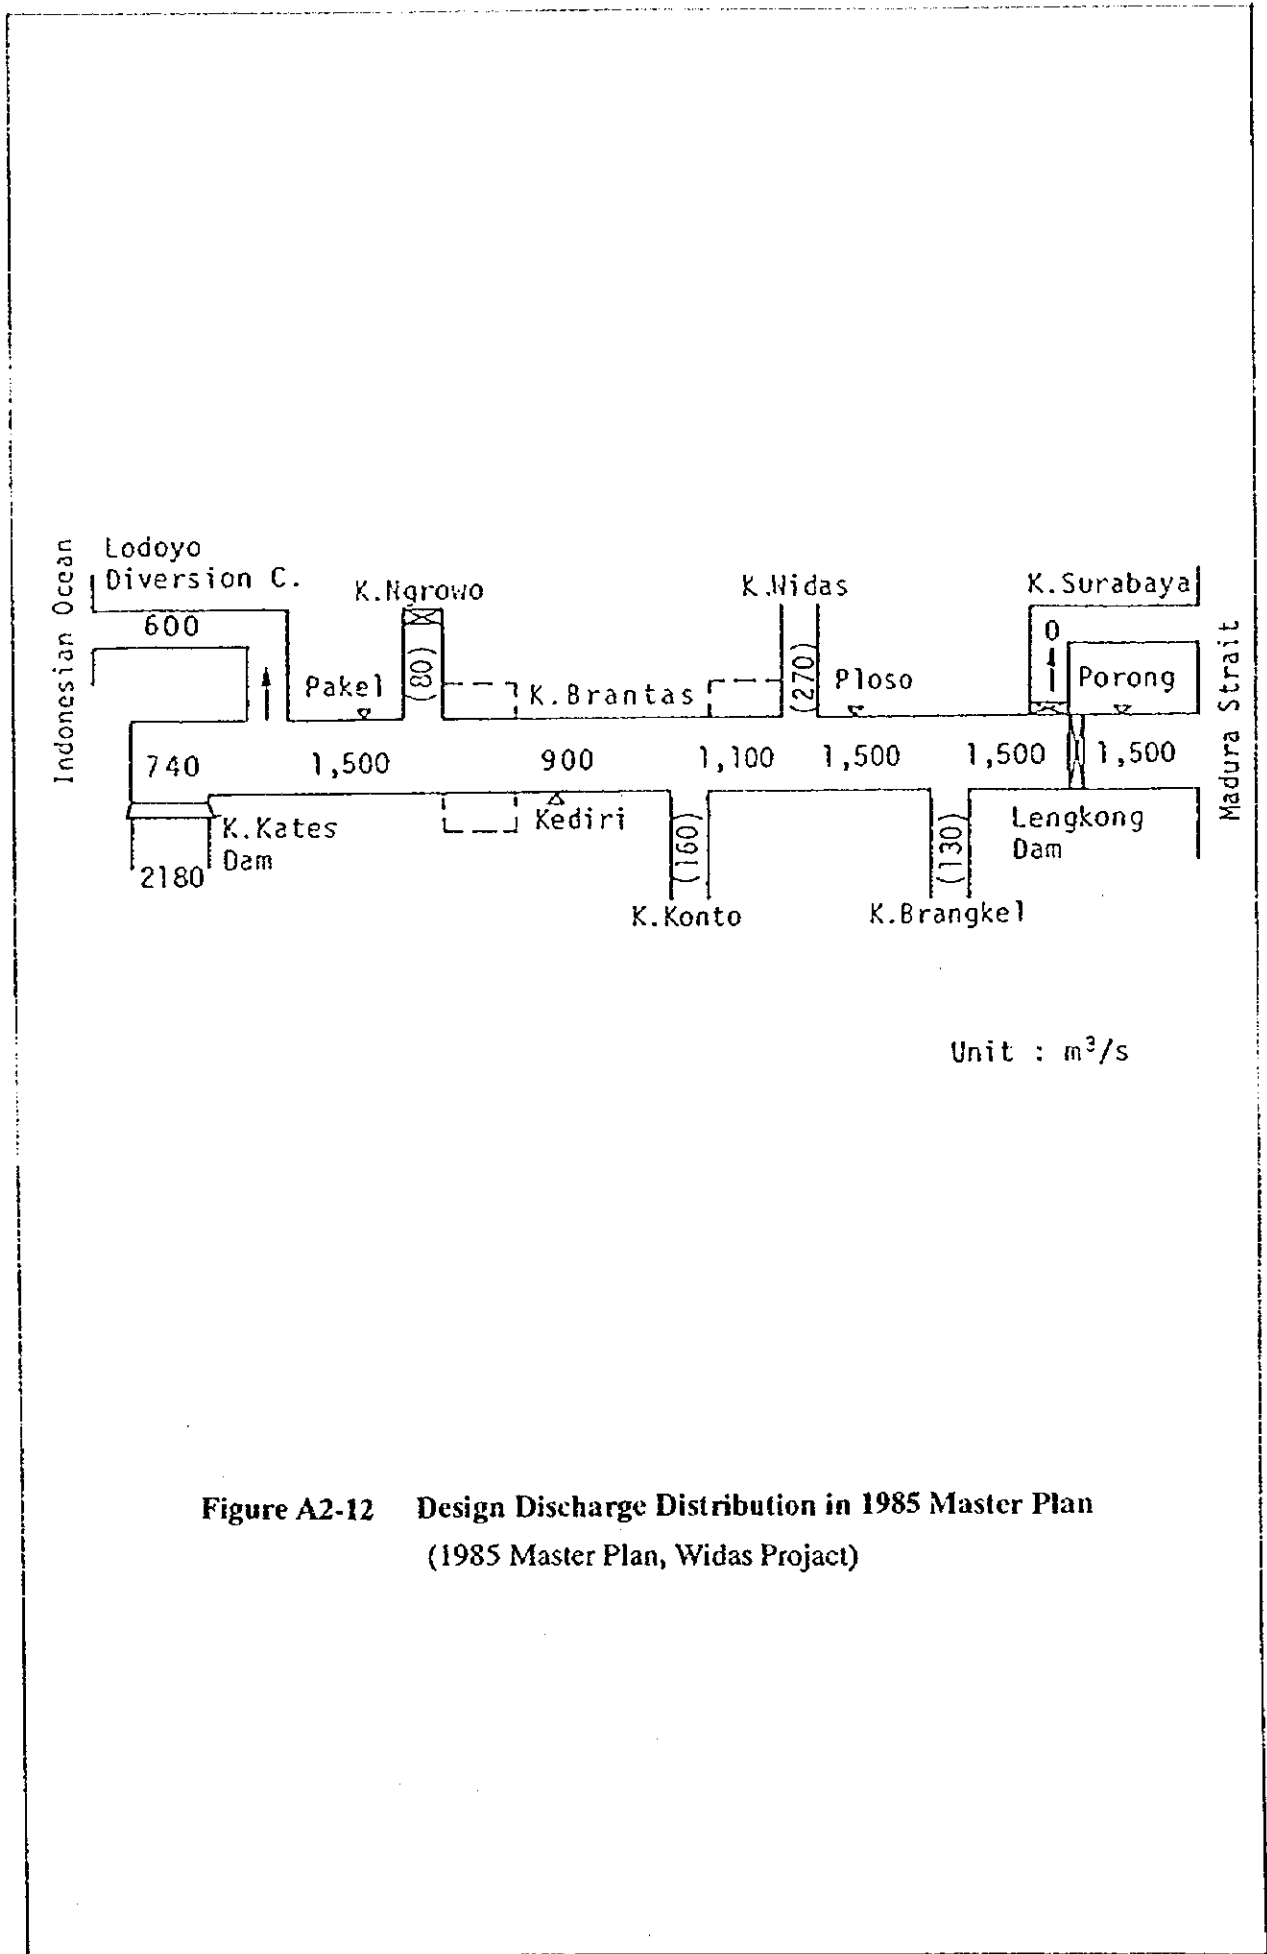 Indonesian Ocean
Lodoyo
Diversion C.
600
K.Ngrowo
(80)
K.Widas
(270)
K.Surabaya
0
Madura Strait
Pakel
K.Brantas
Ploso
Porong
740
1,500
900
1,100
1,500
1,500
1,500
K.Kates
Dam
2180
Kediri
(160)
K.Konto
(130)
K.Brangkel
Lengkong
Dam
Unit : m³/s
Figure A2-12 Design Discharge Distribution in 1985 Master Plan
(1985 Master Plan, Widas Projact)